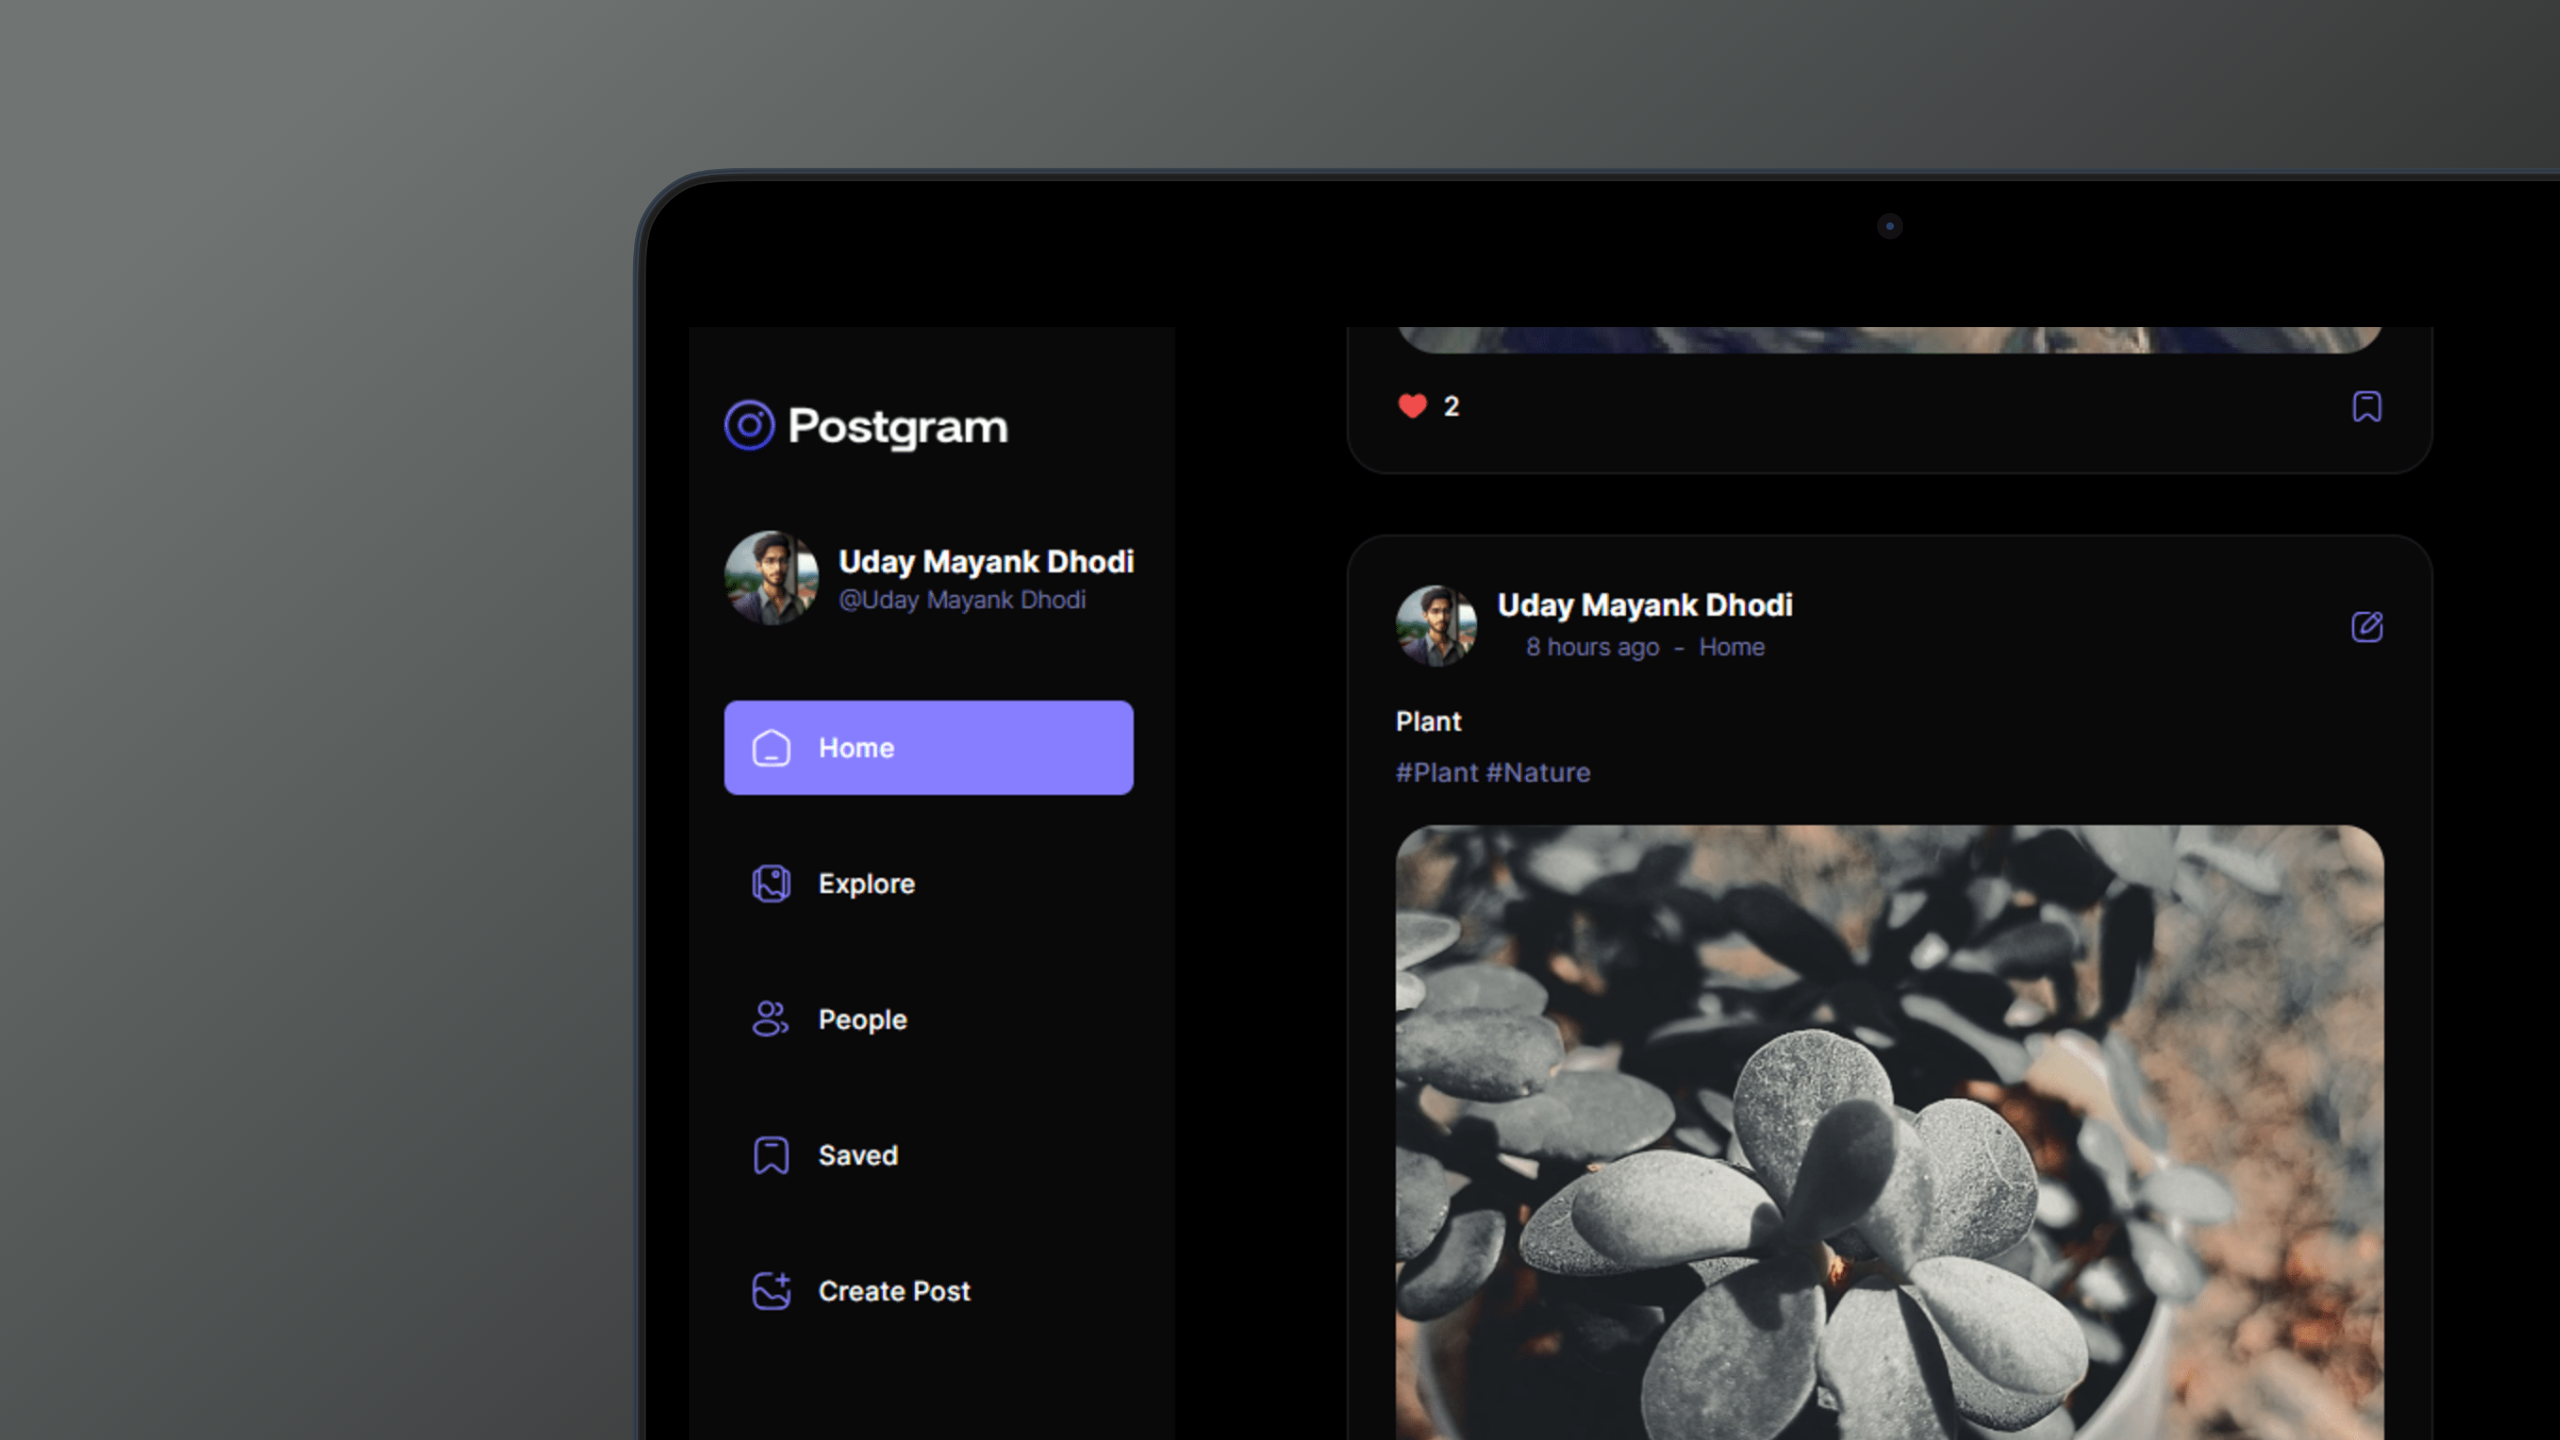 Postgram
Uday Mayank Dhodi
@Uday Mayank Dhodi
Home
Explore
People
Saved
Create Post
2
Uday Mayank Dhodi
8 hours ago - Home
Plant
#Plant #Nature